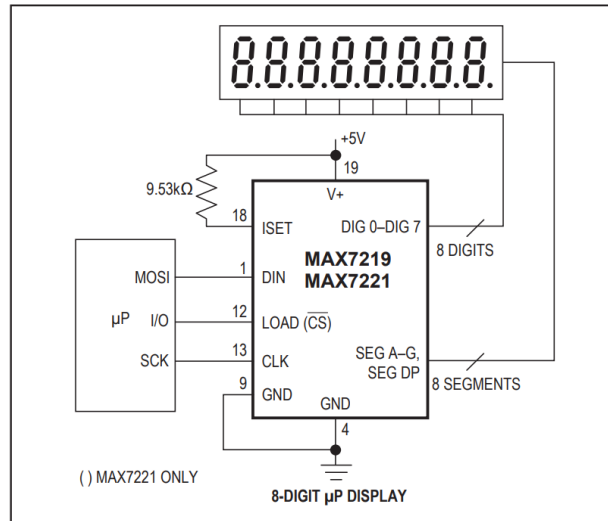 8.8.8.8.8.8.8.8.
+5V
19
9.53kΩ
V+
18
ISET
DIG 0–DIG 7
8 DIGITS
MAX7219
MAX7221
MOSI
1
DIN
µP
I/O
12
LOAD (C̅S̅)
SCK
13
CLK
SEG A–G,
SEG DP
8 SEGMENTS
9
GND
GND
4
( ) MAX7221 ONLY
8-DIGIT µP DISPLAY